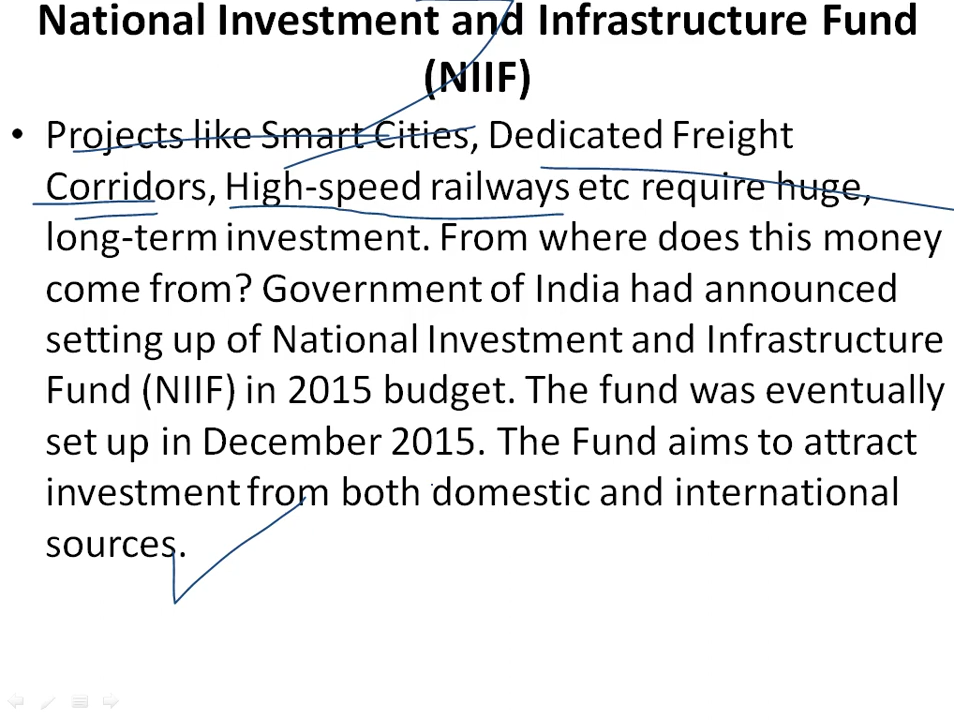 National Investment and Infrastructure Fund
(NIIF)
• Projects like Smart Cities, Dedicated Freight
Corridors, High-speed railways etc require huge,
long-term investment. From where does this money
come from? Government of India had announced
setting up of National Investment and Infrastructure
Fund (NIIF) in 2015 budget. The fund was eventually
set up in December 2015. The Fund aims to attract
investment from both domestic and international
sources.